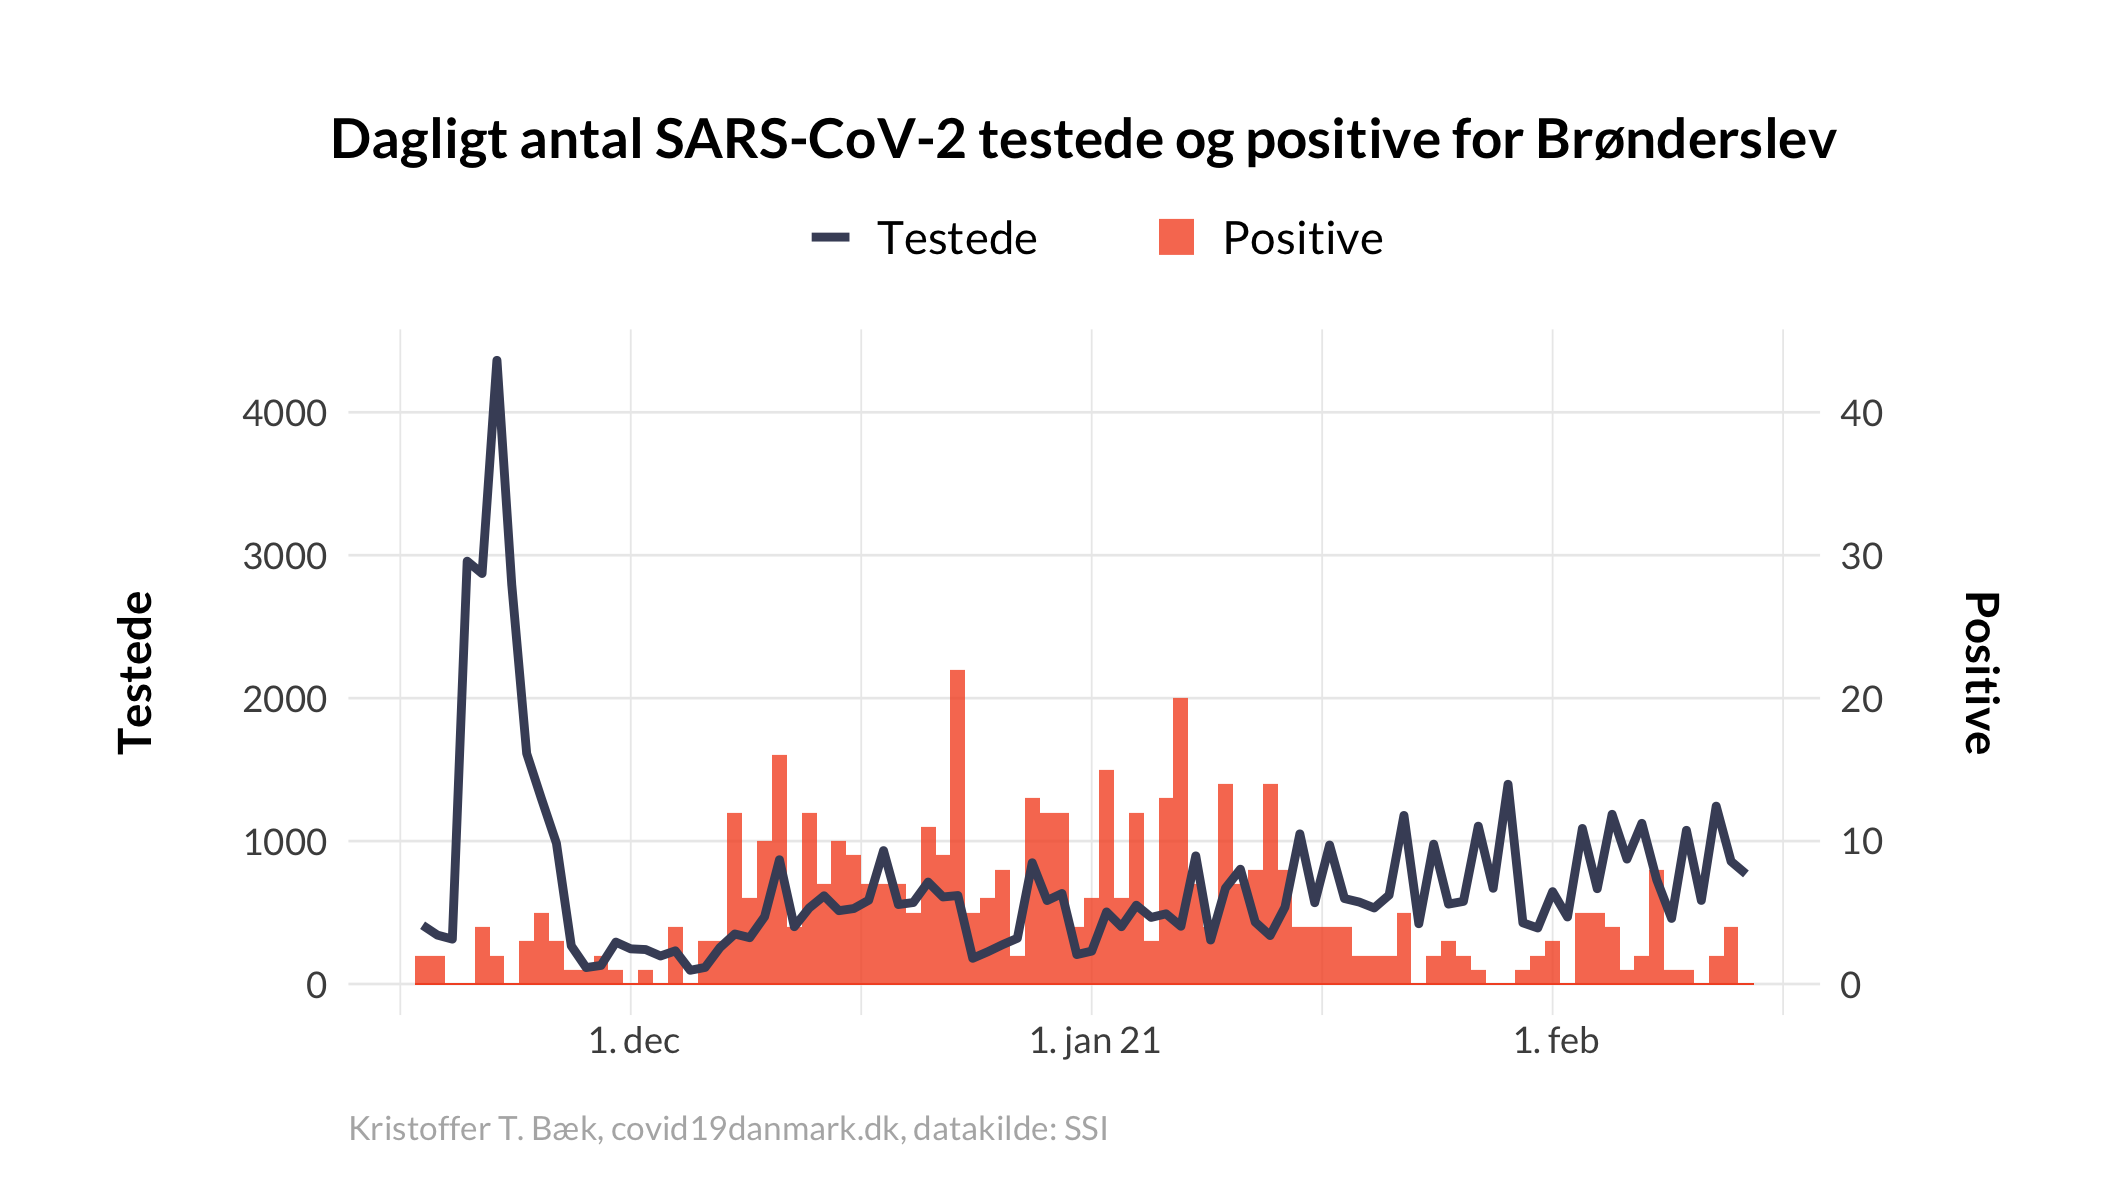 Dagligt antal SARS-CoV-2 testede og positive for Brønderslev
Testede
Positive
Testede
4000
3000
2000
1000
0
40
30
20
10
0
Positive
1. dec
1. jan 21
1. feb
Kristoffer T. Bæk, covid19danmark.dk, datakilde: SSI